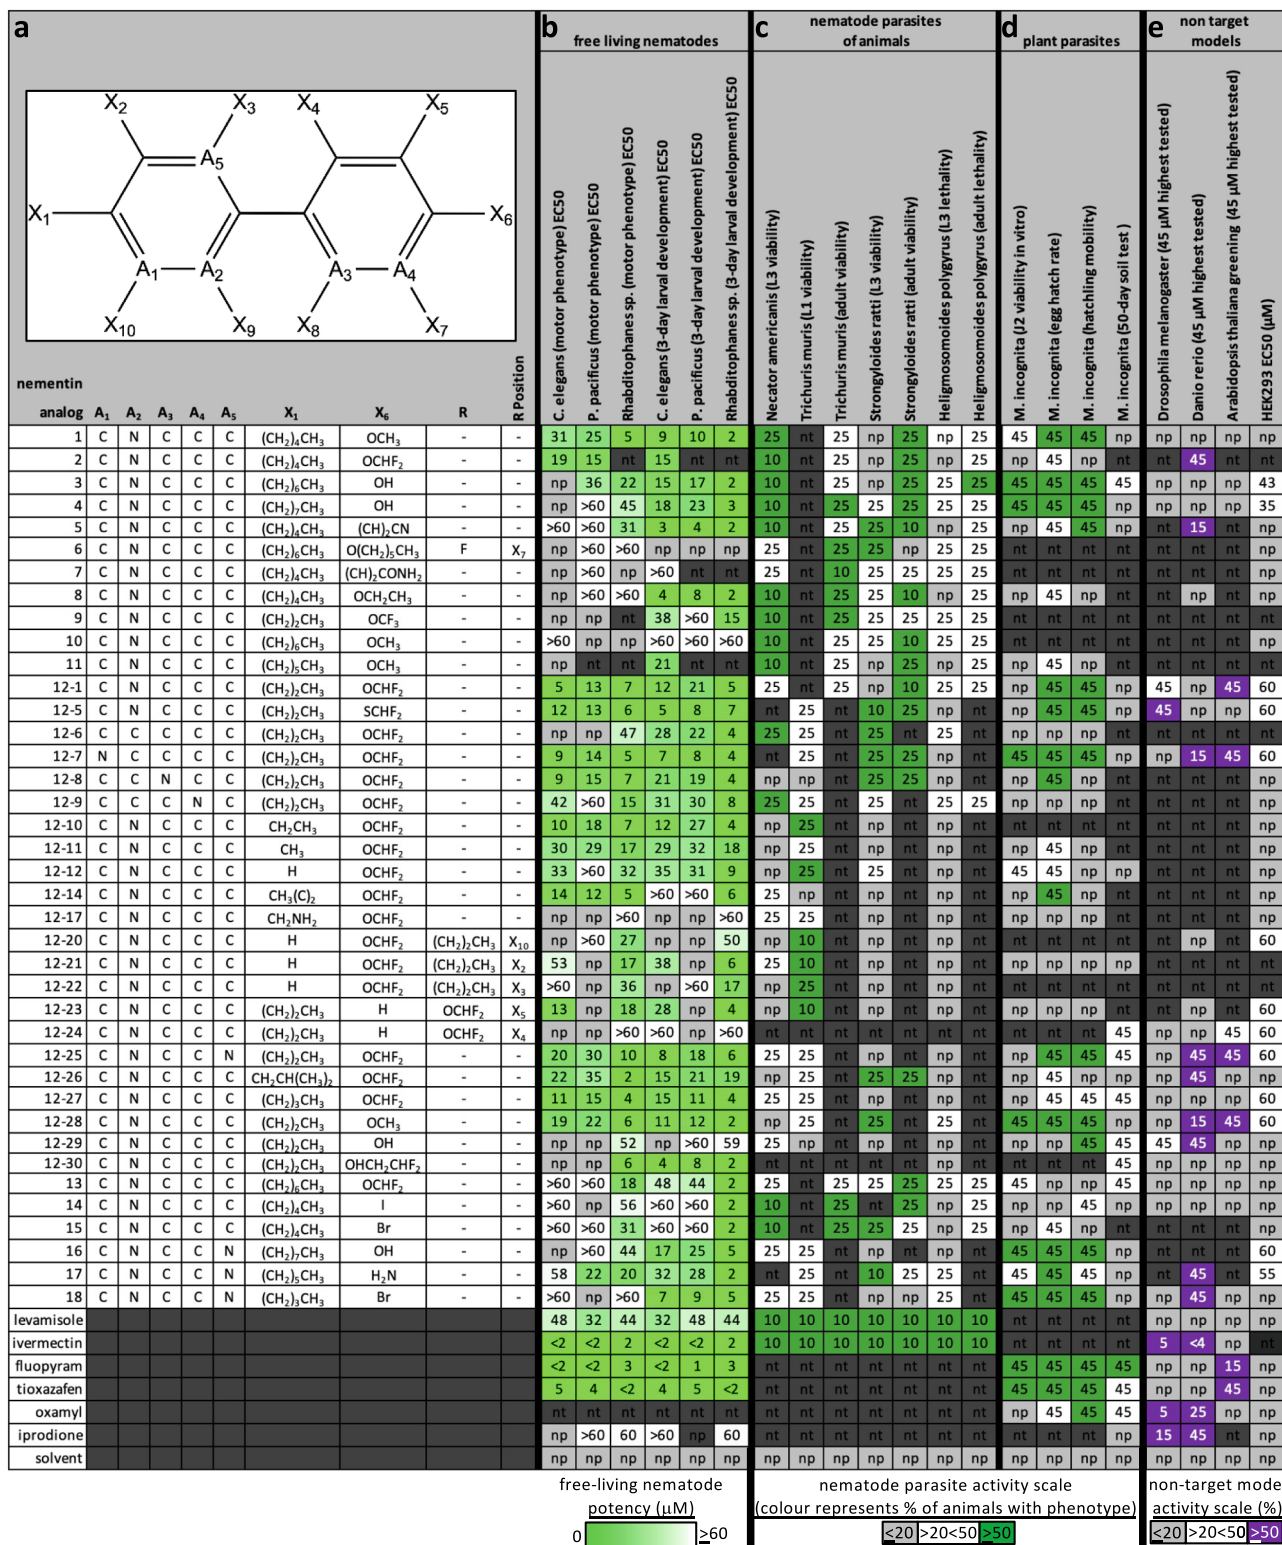 a
b free living nematodes
c nematode parasites of animals
d plant parasites
e non target models
X2 X3 X4 X5
A5
X1 X6
A1 A2 A3 A4
X10 X9 X8 X7
C. elegans (motor phenotype) EC50
P. pacificus (motor phenotype) EC50
Rhabditophanes sp. (motor phenotype) EC50
C. elegans (3-day larval development) EC50
P. pacificus (3-day larval development) EC50
Rhabditophanes sp. (3-day larval development) EC50
Necator americanis (L3 viability)
Trichuris muris (L1 viability)
Trichuris muris (adult viability)
Strongyloides ratti (L3 viability)
Strongyloides ratti (adult viability)
Heligmosomoides polygyrus (L3 lethality)
Heligmosomoides polygyrus (adult lethality)
M. incognita (J2 viability in vitro)
M. incognita (egg hatch rate)
M. incognita (hatchling mobility)
M. incognita (50-day soil test )
Drosophila melanogaster (45 µM highest tested)
Danio rerio (45 µM highest tested)
Arabidopsis thaliana greening (45 µM highest tested)
HEK293 EC50 (µM)
nementin
analog A1 A2 A3 A4 A5 X1 X6 R R Position
1 C N C C C (CH2)4CH3 OCH3 - - 31 25 5 9 10 2 25 nt 25 np 25 np 25 45 45 45 np np np np np
2 C N C C C (CH2)4CH3 OCHF2 - - 19 15 nt 15 nt nt 10 nt 25 np 25 np 25 np 45 np nt nt 45 nt nt
3 C N C C C (CH2)6CH3 OH - - np 36 22 15 17 2 10 nt 25 np 25 25 25 45 45 45 45 np np np 43
4 C N C C C (CH2)7CH3 OH - - np >60 45 18 23 3 10 nt 25 25 25 25 25 45 45 45 np np np np 35
5 C N C C C (CH2)4CH3 (CH)2CN - - >60 >60 31 3 4 2 10 nt 25 25 10 np 25 np 45 45 np nt 15 nt np
6 C N C C C (CH2)6CH3 O(CH2)5CH3 F X7 np >60 >60 np np np 25 nt 25 25 np 25 25 nt nt nt nt nt nt nt np
7 C N C C C (CH2)4CH3 (CH)2CONH2 - - np >60 np >60 nt nt 25 nt 10 25 25 25 25 nt nt nt nt nt nt nt np
8 C N C C C (CH2)4CH3 OCH2CH3 - - np >60 >60 4 8 2 10 nt 25 25 10 np 25 np 45 np nt nt np nt np
9 C N C C C (CH2)2CH3 OCF3 - - np np nt 38 >60 15 10 nt 25 25 25 25 25 nt nt nt nt nt nt nt nt
10 C N C C C (CH2)6CH3 OCH3 - - >60 np np >60 >60 >60 10 nt 25 25 10 25 25 nt nt nt nt nt nt nt np
11 C N C C C (CH2)5CH3 OCH3 - - np nt nt 21 nt nt 10 nt 25 np 25 np 25 np 45 np nt nt nt nt nt
12-1 C N C C C (CH2)2CH3 OCHF2 - - 5 13 7 12 21 5 25 nt 25 np 10 25 25 np 45 45 np 45 np 45 60
12-5 C N C C C (CH2)2CH3 SCHF2 - - 12 13 6 5 8 7 nt 25 nt 10 25 np nt np 45 45 np 45 np np 60
12-6 C C C C C (CH2)2CH3 OCHF2 - - np np 47 28 22 4 25 np nt 25 nt 25 nt np np np nt nt nt nt nt
12-7 N C C C C (CH2)2CH3 OCHF2 - - 9 14 5 7 8 4 nt 25 nt 25 25 np nt 45 45 45 np np 15 45 60
12-8 C C N C C (CH2)2CH3 OCHF2 - - 9 15 7 21 19 4 np np nt 25 25 np nt np 45 np nt nt nt nt nt
12-9 C C C N C (CH2)2CH3 OCHF2 - - 42 >60 15 31 30 8 25 25 nt 25 nt 25 25 np np np nt nt nt nt np
12-10 C N C C C CH2CH3 OCHF2 - - 10 18 7 12 27 4 np 25 nt np nt np nt nt nt nt nt nt nt nt np
12-11 C N C C C CH3 OCHF2 - - 30 29 17 29 32 18 np 25 nt np nt np nt np 45 np nt nt nt nt np
12-12 C N C C C H OCHF2 - - 33 >60 32 35 31 9 np 25 nt 25 nt np nt 45 45 np np nt nt nt np
12-14 C N C C C CH3(C)2 OCHF2 - - 14 12 5 >60 >60 6 25 np nt np nt np nt np 45 np nt nt nt nt np
12-17 C N C C C CH2NH2 OCHF2 - - np np >60 np np >60 25 25 nt np nt np nt np np np nt nt nt nt np
12-20 C N C C C H OCHF2 (CH2)2CH3 X10 np >60 27 np np 50 np 10 nt np nt np nt nt nt nt nt nt np nt 60
12-21 C N C C C H OCHF2 (CH2)2CH3 X2 53 np 17 38 np 6 25 10 nt np nt np nt np np np np nt nt nt nt
12-22 C N C C C H OCHF2 (CH2)2CH3 X3 >60 np 36 np >60 17 np 25 nt np nt np nt nt nt nt nt nt nt nt nt
12-23 C N C C C (CH2)2CH3 H OCHF2 X5 13 np 18 28 np 4 np 10 nt np nt np nt np np np nt nt np nt 60
12-24 C N C C C (CH2)2CH3 H OCHF2 X4 np np >60 >60 np >60 nt nt nt nt nt nt nt nt nt nt 45 np np 45 60
12-25 C N C C N (CH2)2CH3 OCHF2 - - 20 30 10 8 18 6 25 25 nt np nt np nt np 45 45 45 np 45 45 60
12-26 C N C C C CH2CH(CH3)2 OCHF2 - - 22 35 2 15 21 19 np 25 nt 25 25 np nt np 45 np np np 45 np np
12-27 C N C C C (CH2)3CH3 OCHF2 - - 11 15 4 15 11 4 25 25 nt np nt np nt np 45 45 45 np np np 60
12-28 C N C C C (CH2)2CH3 OCH3 - - 19 22 6 11 12 2 np 25 nt 25 nt 25 nt 45 45 45 np np 15 45 60
12-29 C N C C C (CH2)2CH3 OH - - np np 52 np >60 59 25 np nt np nt np nt np np 45 45 45 45 np np
12-30 C N C C C (CH2)2CH3 OHCH2CHF2 - - np np 6 4 8 2 nt nt nt nt nt np nt nt nt nt 45 np np np np
13 C N C C C (CH2)6CH3 OCHF2 - - >60 >60 18 48 44 2 25 nt 25 25 25 25 25 45 np np 45 np np np np
14 C N C C C (CH2)4CH3 I - - >60 np 56 >60 >60 2 10 nt 25 nt 25 np 25 np np 45 np np np np np
15 C N C C C (CH2)4CH3 Br - - >60 >60 31 >60 >60 2 10 nt 25 25 25 np 25 np 45 np nt nt nt nt np
16 C N C C N (CH2)7CH3 OH - - np >60 44 17 25 5 25 25 nt np nt np nt 45 45 45 np nt nt nt 60
17 C N C C N (CH2)5CH3 H2N - - 58 22 20 32 28 2 nt 25 nt 10 25 25 nt 45 45 45 np nt 45 nt 55
18 C N C C N (CH2)3CH3 Br - - >60 np >60 7 9 5 25 25 nt np np 25 nt 45 45 45 np np 45 np np
levamisole 48 32 44 32 48 44 10 10 10 10 10 10 10 nt nt nt nt np np np np
ivermectin <2 <2 2 <2 <2 2 10 10 10 10 10 10 10 nt nt nt nt 5 <4 np nt
fluopyram <2 <2 3 <2 1 3 nt nt nt nt nt nt nt 45 45 45 45 np np 15 np
tioxazafen 5 4 <2 4 5 <2 nt nt nt nt nt nt nt 45 45 45 45 np np 45 np
oxamyl nt nt nt nt nt nt nt nt nt nt nt nt nt np 45 45 45 5 25 np np
iprodione np >60 60 >60 np 60 nt nt nt nt nt nt nt nt nt nt np 15 45 nt np
solvent np np np np np np np np np np np np np np np np np np np np np
free-living nematode
potency (µM)
0 >60
nematode parasite activity scale
(colour represents % of animals with phenotype)
<20 >20<50 >50
non-target mode
activity scale (%)
<20 >20<50 >50